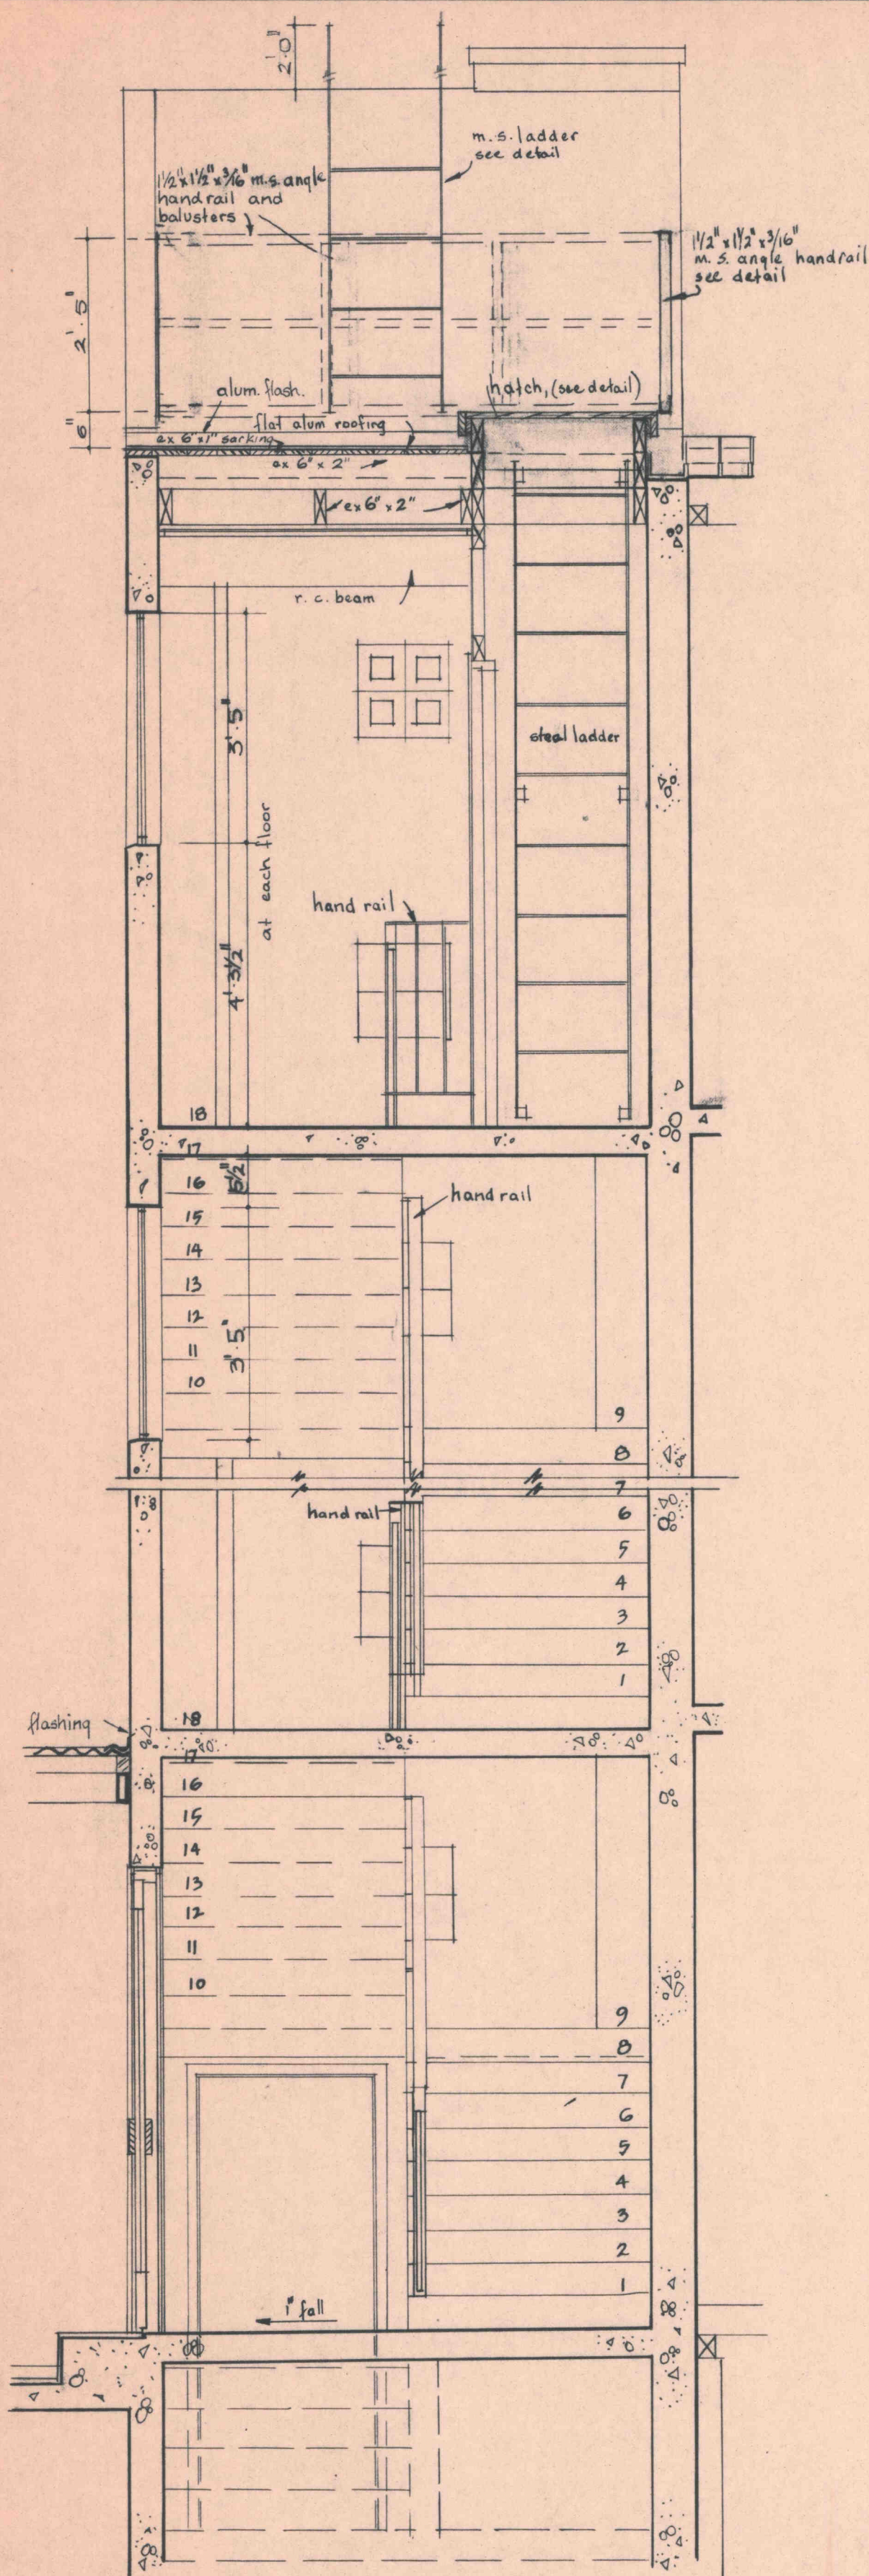 2'.0"
m.s. ladder
see detail
1½"x1½"x3/16" m.s. angle
handrail and
balusters
1½"x1½"x3/16"
m.s. angle handrail
see detail
2'.5"
alum. flash.
hatch, (see detail)
6"
flat alum roofing
ex 6"x1" sarking
ex 6" x 2"
ex 6" x 2"
r. c. beam
3'.5"
steel ladder
at each floor
hand rail
4'.3½"
18
17
16
5½"
hand rail
15
14
13
12
3'.5"
11
10
9
8
7
hand rail
6
5
4
3
2
1
18
flashing
17
16
15
14
13
12
11
10
9
8
7
6
5
4
3
2
1
1" fall